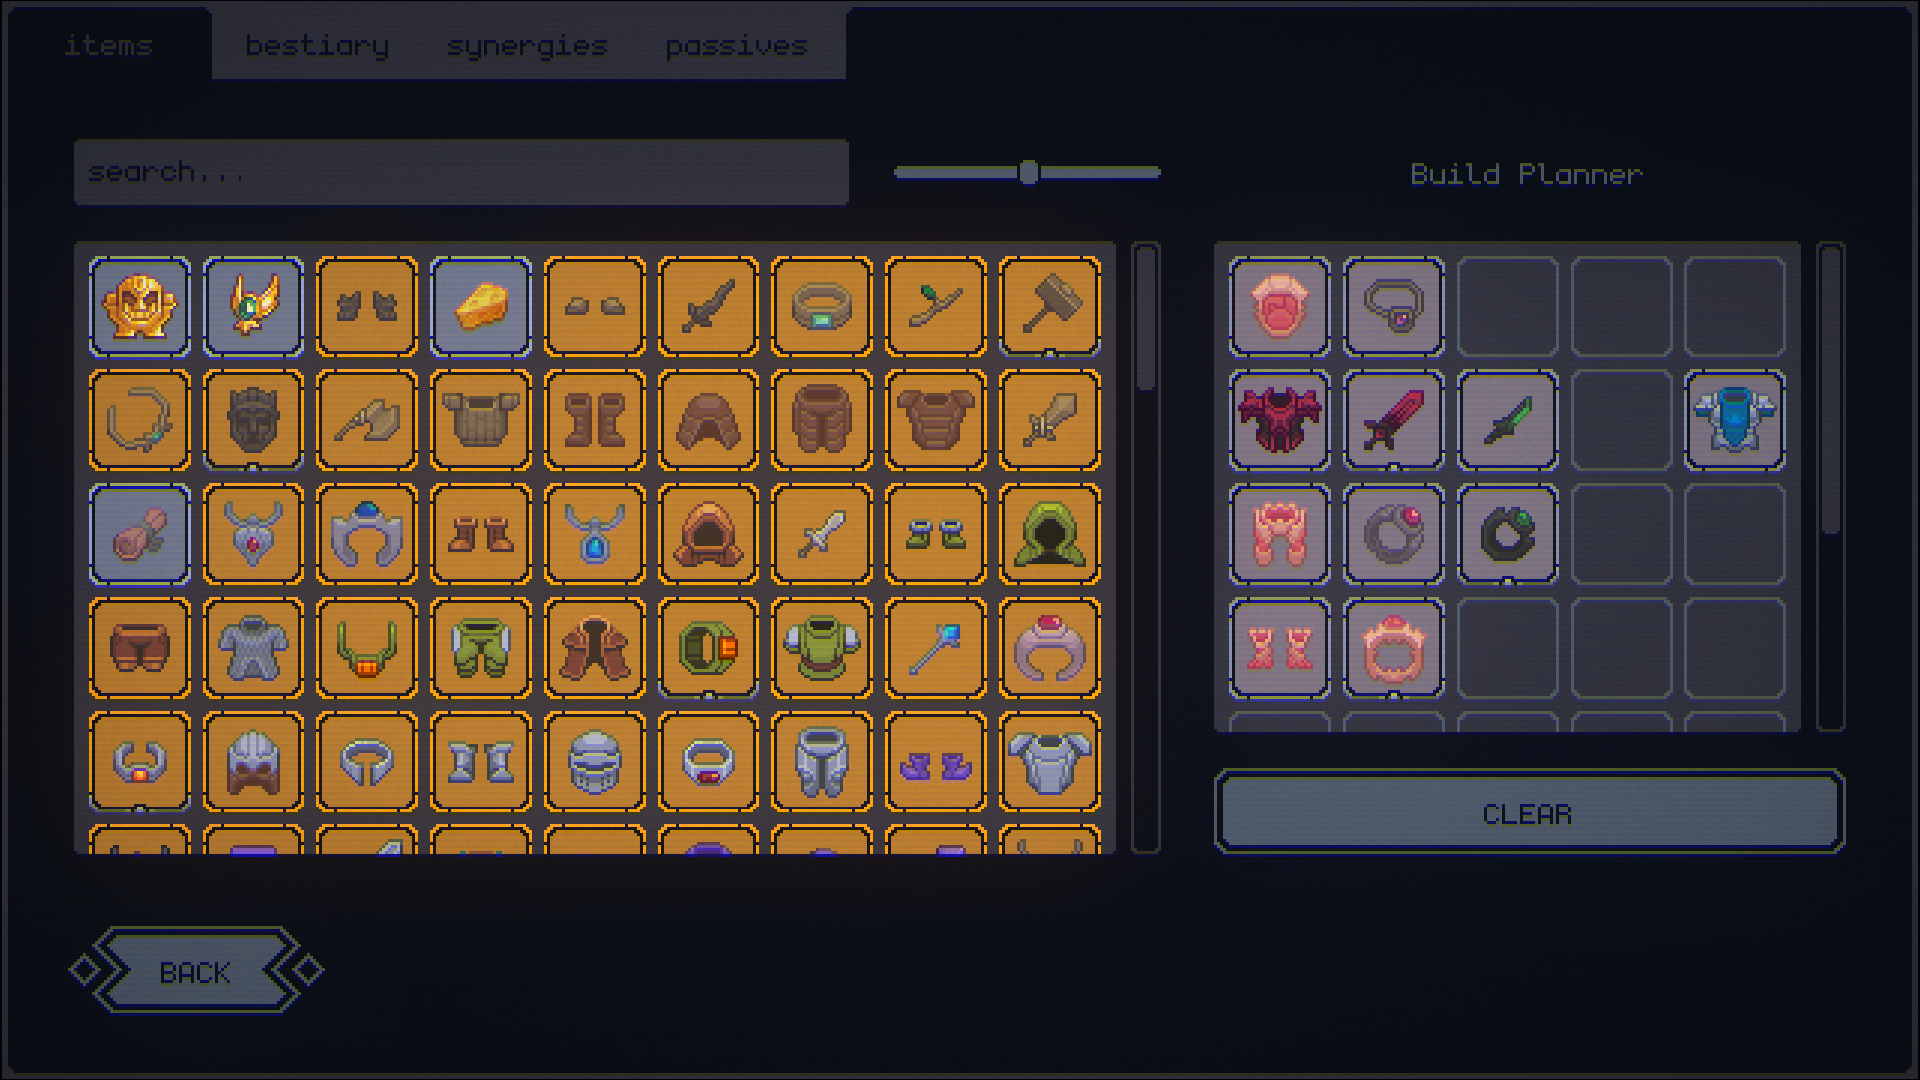 items bestiary synergies passives
search...
Build Planner
CLEAR
BACK